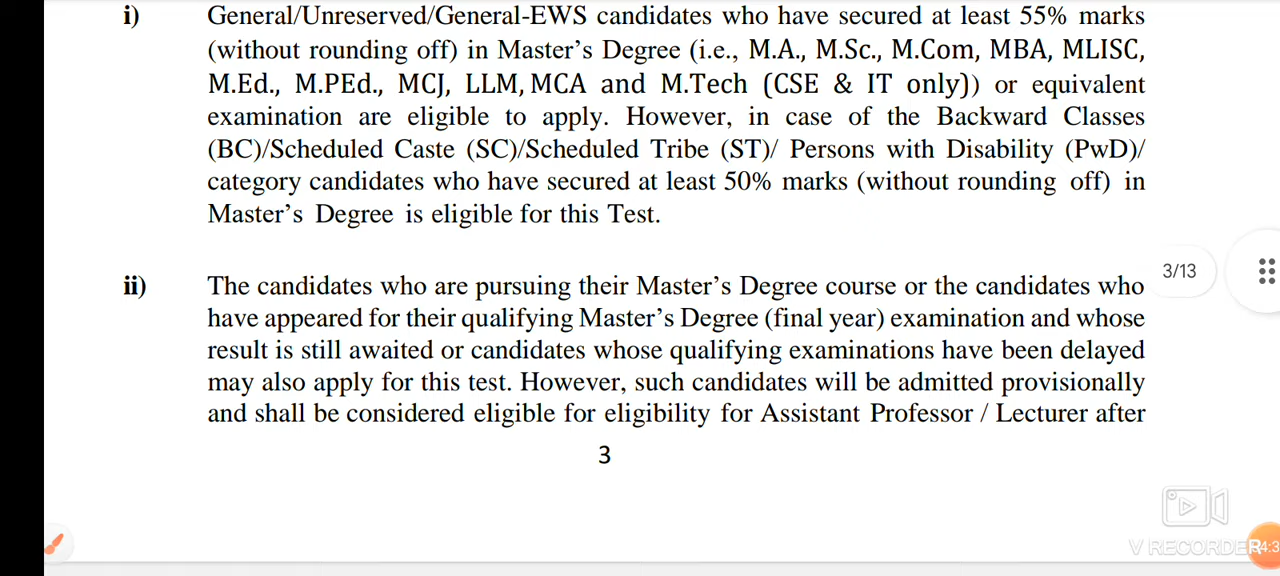 i) General/Unreserved/General-EWS candidates who have secured at least 55% marks
(without rounding off) in Master's Degree (i.e., M.A., M.Sc., M.Com, MBA, MLISC,
M.Ed., M.PEd., MCJ, LLM, MCA and M.Tech (CSE & IT only)) or equivalent
examination are eligible to apply. However, in case of the Backward Classes
(BC)/Scheduled Caste (SC)/Scheduled Tribe (ST)/ Persons with Disability (PwD)/
category candidates who have secured at least 50% marks (without rounding off) in
Master's Degree is eligible for this Test.
3/13
ii) The candidates who are pursuing their Master's Degree course or the candidates who
have appeared for their qualifying Master's Degree (final year) examination and whose
result is still awaited or candidates whose qualifying examinations have been delayed
may also apply for this test. However, such candidates will be admitted provisionally
and shall be considered eligible for eligibility for Assistant Professor / Lecturer after
3
V RECORDER